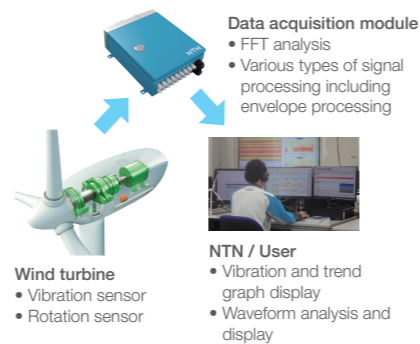 Data acquisition module
• FFT analysis
• Various types of signal
processing including
envelope processing
NTN
Wind turbine
• Vibration sensor
• Rotation sensor
NTN / User
• Vibration and trend
graph display
• Waveform analysis and
display